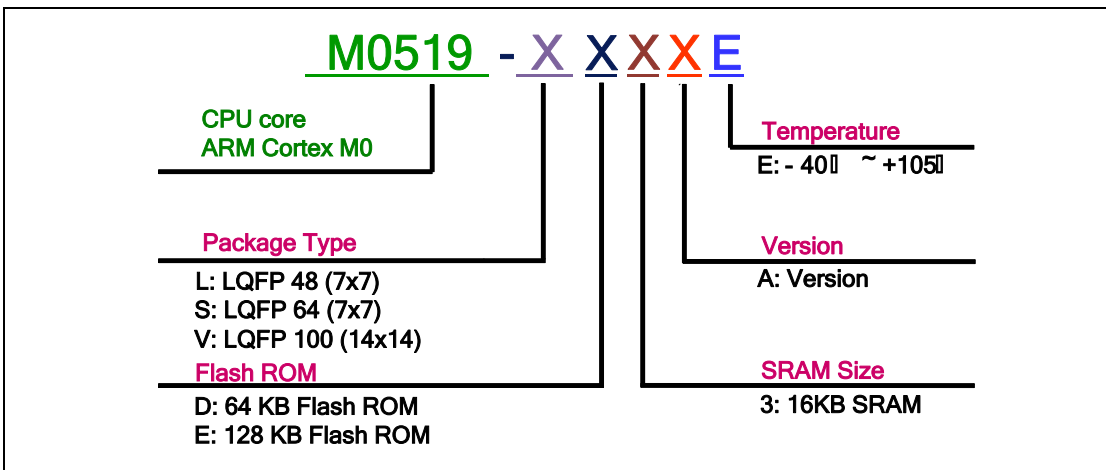 M0519 - X X X X E
CPU core
ARM Cortex M0
Temperature
E: - 40▯ ~ +105▯
Package Type
L: LQFP 48 (7x7)
S: LQFP 64 (7x7)
V: LQFP 100 (14x14)
Version
A: Version
Flash ROM
D: 64 KB Flash ROM
E: 128 KB Flash ROM
SRAM Size
3: 16KB SRAM